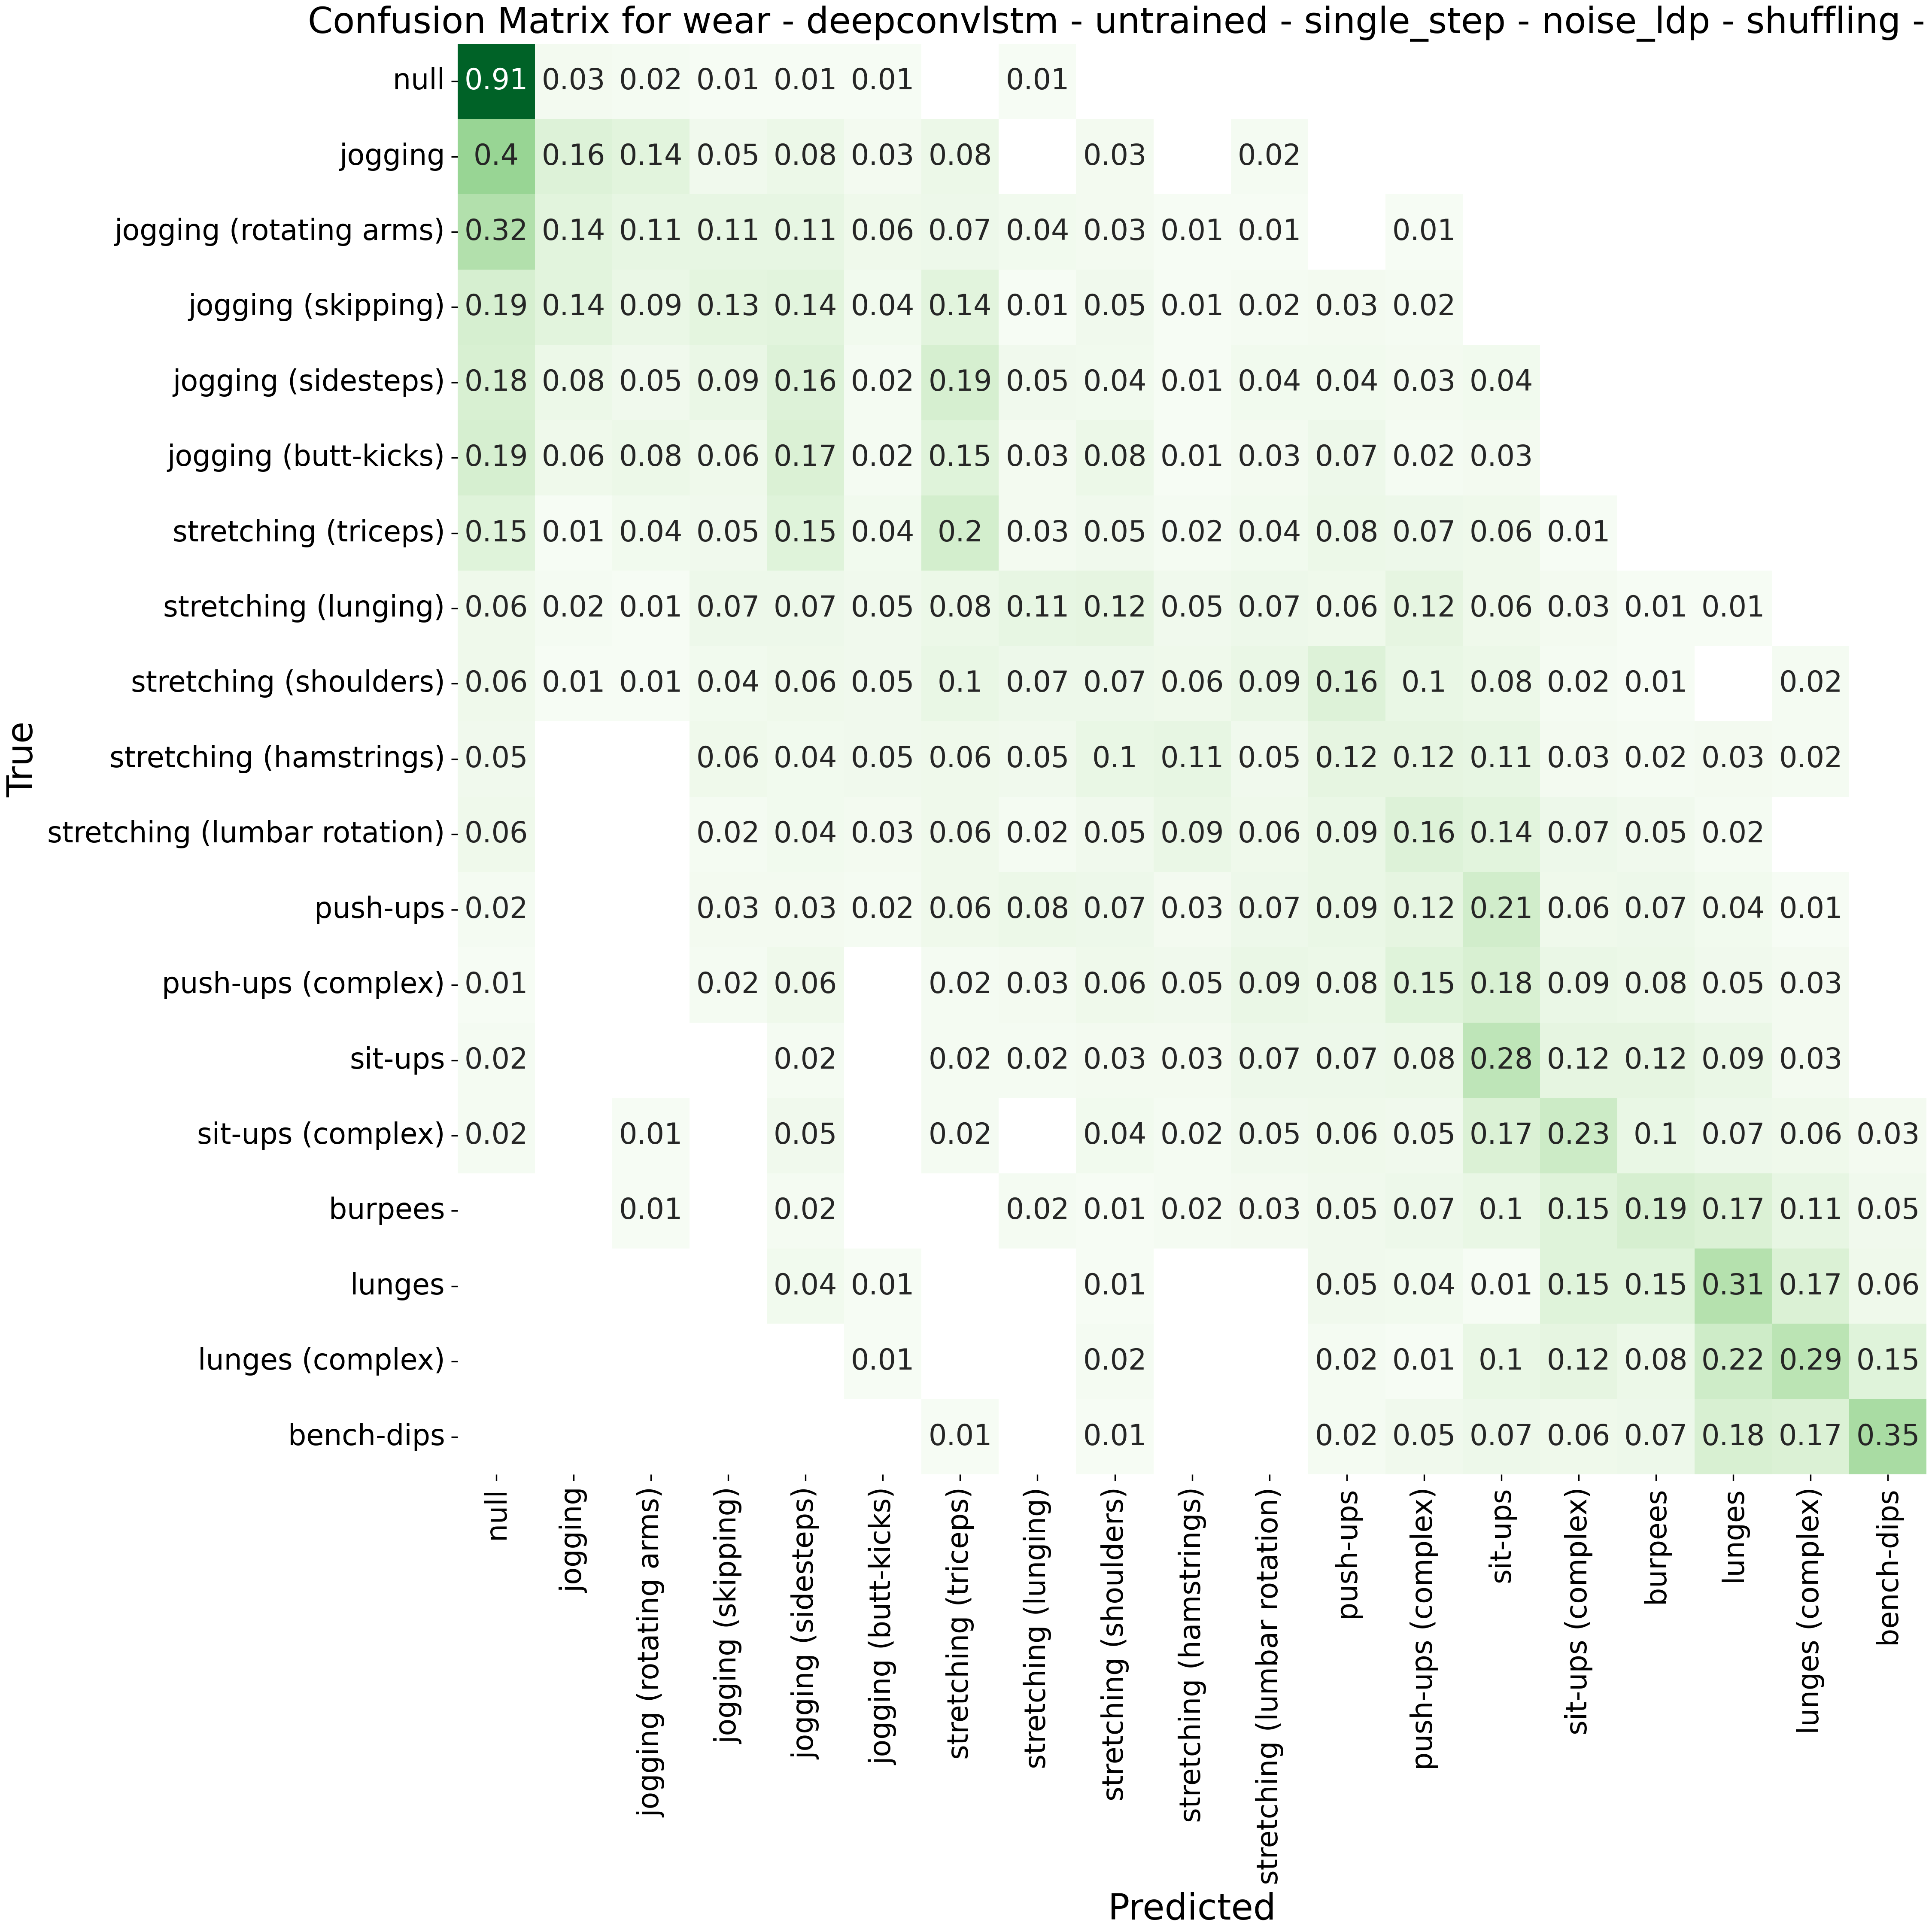 Confusion Matrix for wear - deepconvlstm - untrained - single_step - noise_ldp - shuffling -
null 0.91 0.03 0.02 0.01 0.01 0.01 0.01
jogging 0.4 0.16 0.14 0.05 0.08 0.03 0.08 0.03 0.02
jogging (rotating arms) 0.32 0.14 0.11 0.11 0.11 0.06 0.07 0.04 0.03 0.01 0.01 0.01
jogging (skipping) 0.19 0.14 0.09 0.13 0.14 0.04 0.14 0.01 0.05 0.01 0.02 0.03 0.02
jogging (sidesteps) 0.18 0.08 0.05 0.09 0.16 0.02 0.19 0.05 0.04 0.01 0.04 0.04 0.03 0.04
jogging (butt-kicks) 0.19 0.06 0.08 0.06 0.17 0.02 0.15 0.03 0.08 0.01 0.03 0.07 0.02 0.03
stretching (triceps) 0.15 0.01 0.04 0.05 0.15 0.04 0.2 0.03 0.05 0.02 0.04 0.08 0.07 0.06 0.01
stretching (lunging) 0.06 0.02 0.01 0.07 0.07 0.05 0.08 0.11 0.12 0.05 0.07 0.06 0.12 0.06 0.03 0.01 0.01
stretching (shoulders) 0.06 0.01 0.01 0.04 0.06 0.05 0.1 0.07 0.07 0.06 0.09 0.16 0.1 0.08 0.02 0.01 0.02
stretching (hamstrings) 0.05 0.06 0.04 0.05 0.06 0.05 0.1 0.11 0.05 0.12 0.12 0.11 0.03 0.02 0.03 0.02
stretching (lumbar rotation) 0.06 0.02 0.04 0.03 0.06 0.02 0.05 0.09 0.06 0.09 0.16 0.14 0.07 0.05 0.02
push-ups 0.02 0.03 0.03 0.02 0.06 0.08 0.07 0.03 0.07 0.09 0.12 0.21 0.06 0.07 0.04 0.01
push-ups (complex) 0.01 0.02 0.06 0.02 0.03 0.06 0.05 0.09 0.08 0.15 0.18 0.09 0.08 0.05 0.03
sit-ups 0.02 0.02 0.02 0.02 0.03 0.03 0.07 0.07 0.08 0.28 0.12 0.12 0.09 0.03
sit-ups (complex) 0.02 0.01 0.05 0.02 0.04 0.02 0.05 0.06 0.05 0.17 0.23 0.1 0.07 0.06 0.03
burpees 0.01 0.02 0.02 0.01 0.02 0.03 0.05 0.07 0.1 0.15 0.19 0.17 0.11 0.05
lunges 0.04 0.01 0.01 0.05 0.04 0.01 0.15 0.15 0.31 0.17 0.06
lunges (complex) 0.01 0.02 0.02 0.01 0.1 0.12 0.08 0.22 0.29 0.15
bench-dips 0.01 0.01 0.02 0.05 0.07 0.06 0.07 0.18 0.17 0.35
True
null
jogging
jogging (rotating arms)
jogging (skipping)
jogging (sidesteps)
jogging (butt-kicks)
stretching (triceps)
stretching (lunging)
stretching (shoulders)
stretching (hamstrings)
stretching (lumbar rotation)
push-ups
push-ups (complex)
sit-ups
sit-ups (complex)
burpees
lunges
lunges (complex)
bench-dips
Predicted